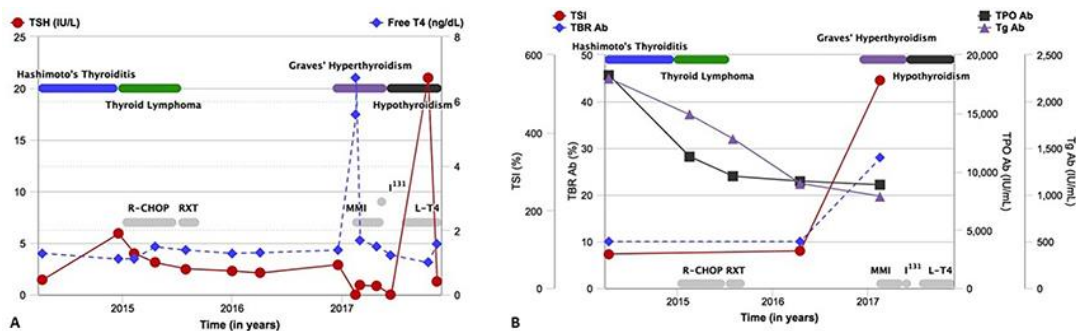 A
TSH (IU/L)
Free T4 (ng/dL)
25
20
15
10
5
0
8
6
4
2
0
Hashimoto's Thyroiditis
Thyroid Lymphoma
Graves' Hyperthyroidism
Hypothyroidism
R-CHOP
RXT
MMI
I131
L-T4
2015
2016
2017
Time (in years)
B
TSI
TBR Ab
TPO Ab
Tg Ab
600
400
200
0
TSI (%)
50
40
30
20
10
0
TBR Ab (%)
20,000
15,000
10,000
5,000
0
TPO Ab (IU/mL)
2,500
2,000
1,500
1,000
500
0
Tg Ab (IU/mL)
Hashimoto's Thyroiditis
Thyroid Lymphoma
Graves' Hyperthyroidism
Hypothyroidism
R-CHOP RXT
MMI
I131
L-T4
2015
2016
2017
Time (in years)